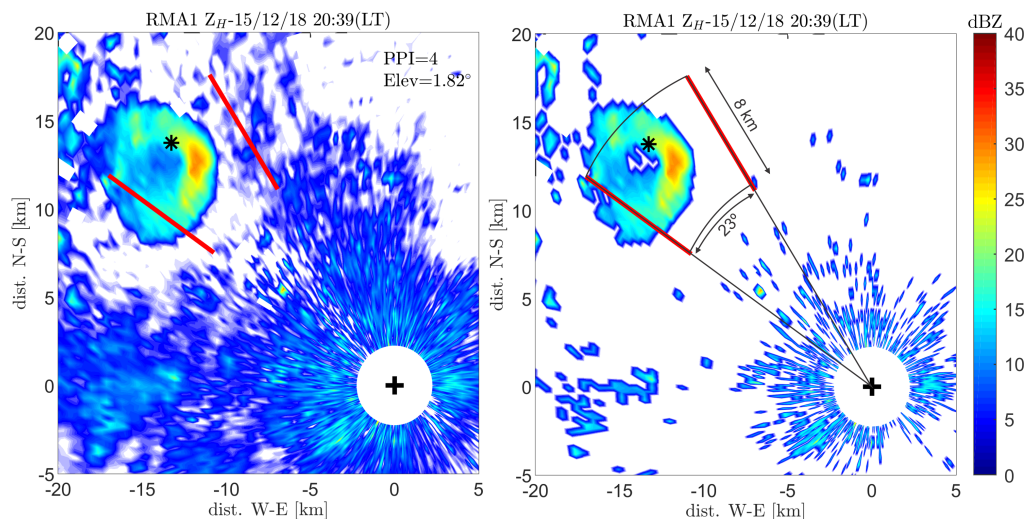 RMA1 Z_H-15/12/18 20:39(LT)
PPI=4
Elev=1.82°
20
15
10
5
0
-5
dist. N-S [km]
-20 -15 -10 -5 0 5
dist. W-E [km]
RMA1 Z_H-15/12/18 20:39(LT)
8 km
23º
20
15
10
5
0
-5
dist. N-S [km]
-20 -15 -10 -5 0 5
dist. W-E [km]
dBZ
40
35
30
25
20
15
10
5
0